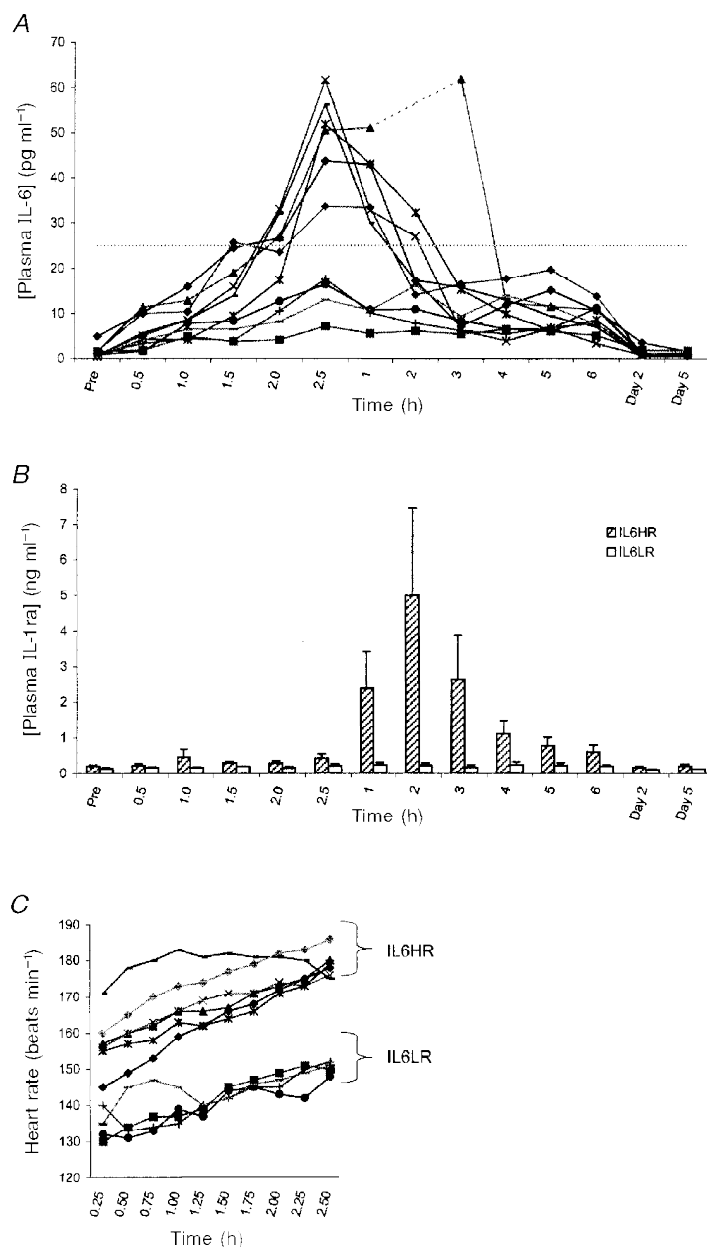 A
[Plasma IL-6] (pg ml⁻¹)
70
60
50
40
30
20
10
0
Pre 0.5 1.0 1.5 2.0 2.5 1 2 3 4 5 6 Day 2 Day 5
Time (h)
B
[Plasma IL-1ra] (ng ml⁻¹)
8
7
6
5
4
3
2
1
0
IL6HR
IL6LR
Pre 0.5 1.0 1.5 2.0 2.5 1 2 3 4 5 6 Day 2 Day 5
Time (h)
C
Heart rate (beats min⁻¹)
190
180
170
160
150
140
130
120
IL6HR
IL6LR
0.25 0.50 0.75 1.00 1.25 1.50 1.75 2.00 2.25 2.50
Time (h)